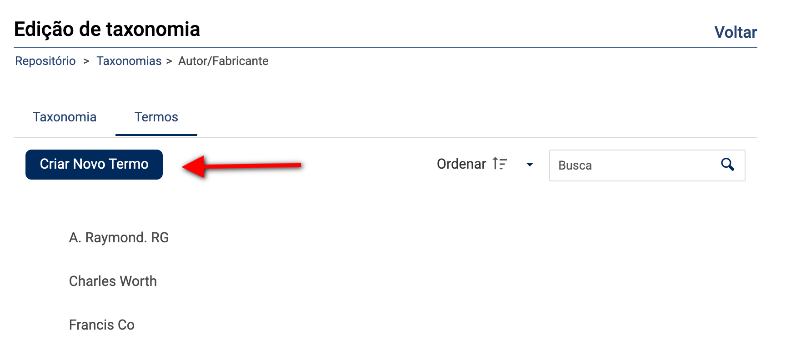 Edição de taxonomia
Voltar
Repositório > Taxonomias > Autor/Fabricante
Taxonomia Termos
Criar Novo Termo Ordenar Busca
A. Raymond. RG
Charles Worth
Francis Co